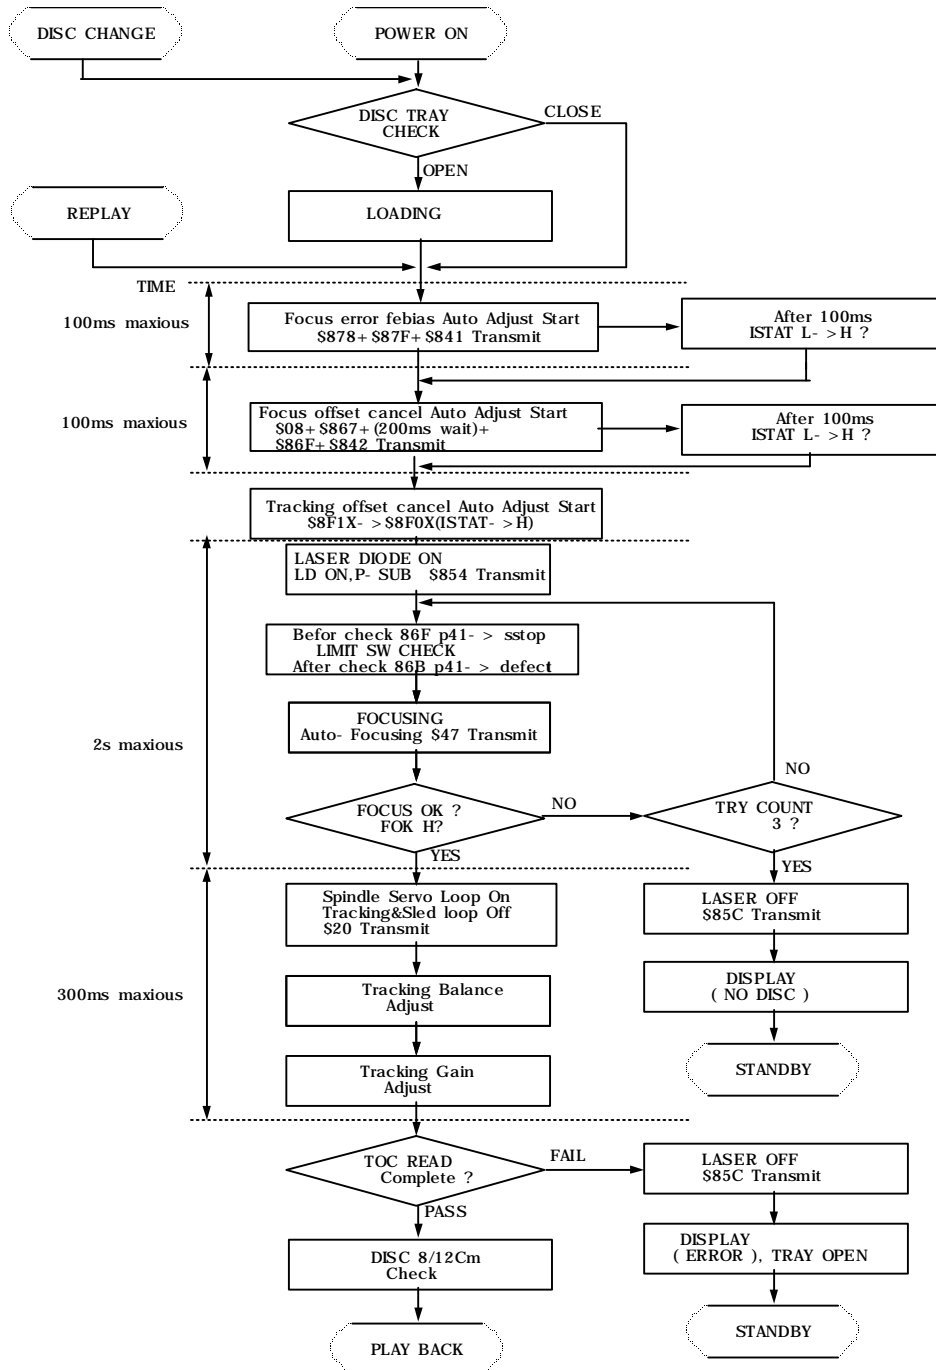 DISC CHANGE
POWER ON
DISC TRAY
CHECK
CLOSE
OPEN
REPLAY
LOADING
TIME
100ms maxious
Focus error febias Auto Adjust Start
$878+$87F+$841 Transmit
After 100ms
ISTAT L->H ?
100ms maxious
Focus offset cancel Auto Adjust Start
$08+$867+(200ms wait)+
$86F+$842 Transmit
After 100ms
ISTAT L->H ?
Tracking offset cancel Auto Adjust Start
$8F1X->$8F0X(ISTAT->H)
LASER DIODE ON
LD ON,P-SUB $854 Transmit
Befor check 86F p41-> sstop
LIMIT SW CHECK
After check 86B p41-> defect
FOCUSING
Auto-Focusing $47 Transmit
2s maxious
FOCUS OK ?
FOK H?
NO
TRY COUNT
3 ?
NO
YES
YES
Spindle Servo Loop On
Tracking&Sled loop Off
$20 Transmit
LASER OFF
$85C Transmit
300ms maxious
Tracking Balance
Adjust
DISPLAY
( NO DISC )
Tracking Gain
Adjust
STANDBY
TOC READ
Complete ?
FAIL
LASER OFF
$85C Transmit
PASS
DISC 8/12Cm
Check
DISPLAY
( ERROR ), TRAY OPEN
PLAY BACK
STANDBY